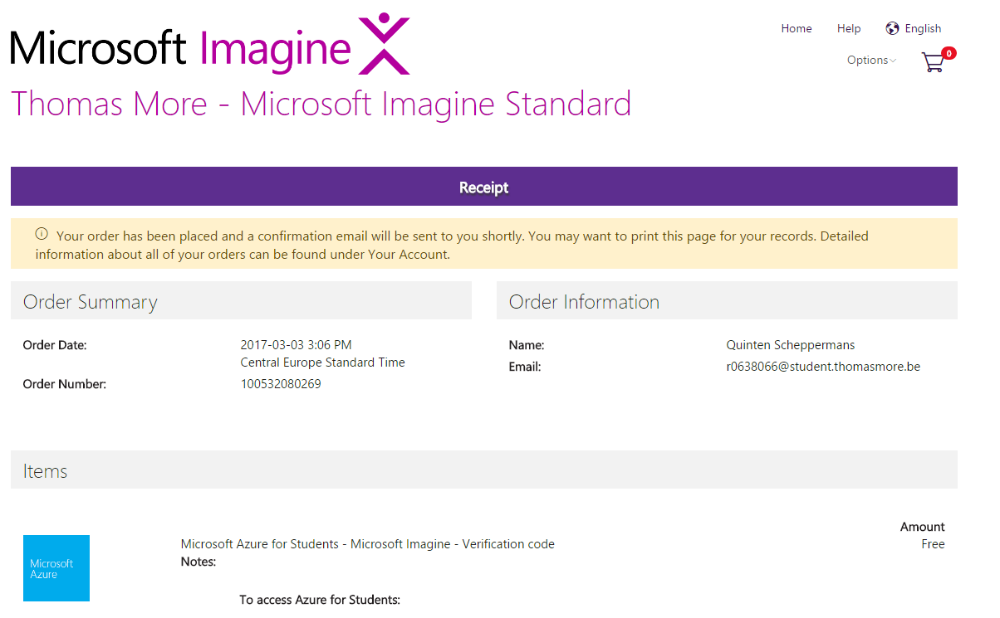 Microsoft Imagine
Home Help English
Options 0
Thomas More - Microsoft Imagine Standard
Receipt
Your order has been placed and a confirmation email will be sent to you shortly. You may want to print this page for your records. Detailed
information about all of your orders can be found under Your Account.
Order Summary
Order Date: 2017-03-03 3:06 PM
Central Europe Standard Time
Order Number: 100532080269
Order Information
Name: Quinten Scheppermans
Email: r0638066@student.thomasmore.be
Items
Amount
Microsoft Azure for Students - Microsoft Imagine - Verification code Free
Notes:
Microsoft
Azure
To access Azure for Students: